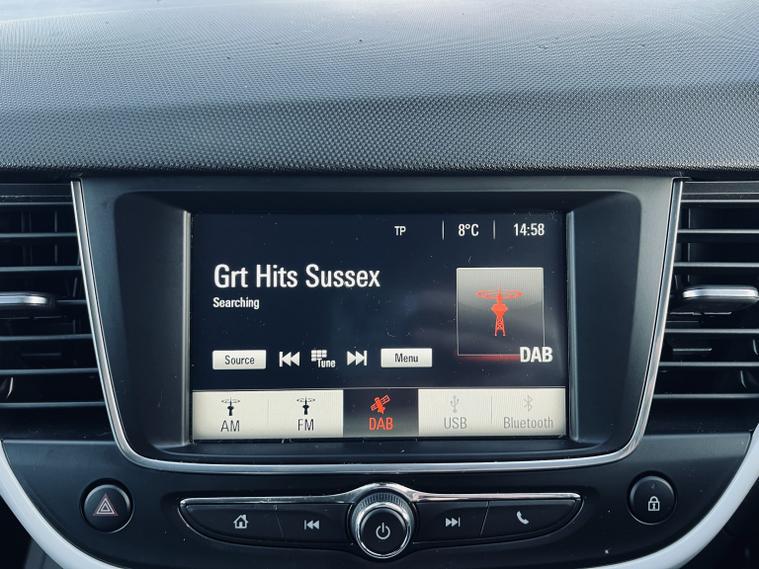 TP 8°C 14:58
Grt Hits Sussex
Searching
Source Tune Menu
DAB
AM FM DAB USB Bluetooth